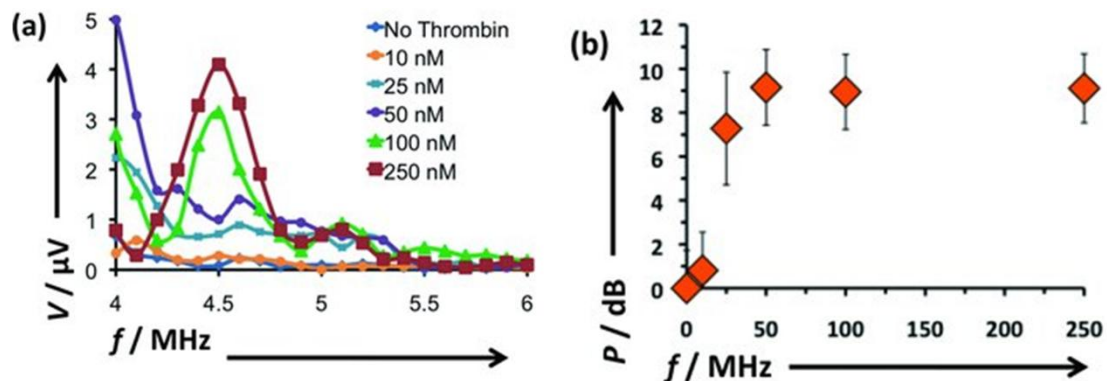 (a)
5
4
3
2
1
0
V / µV
No Thrombin
10 nM
25 nM
50 nM
100 nM
250 nM
4 4.5 5 5.5 6
f / MHz
(b)
12
10
8
6
4
2
0
P / dB
0 50 100 150 200 250
f / MHz